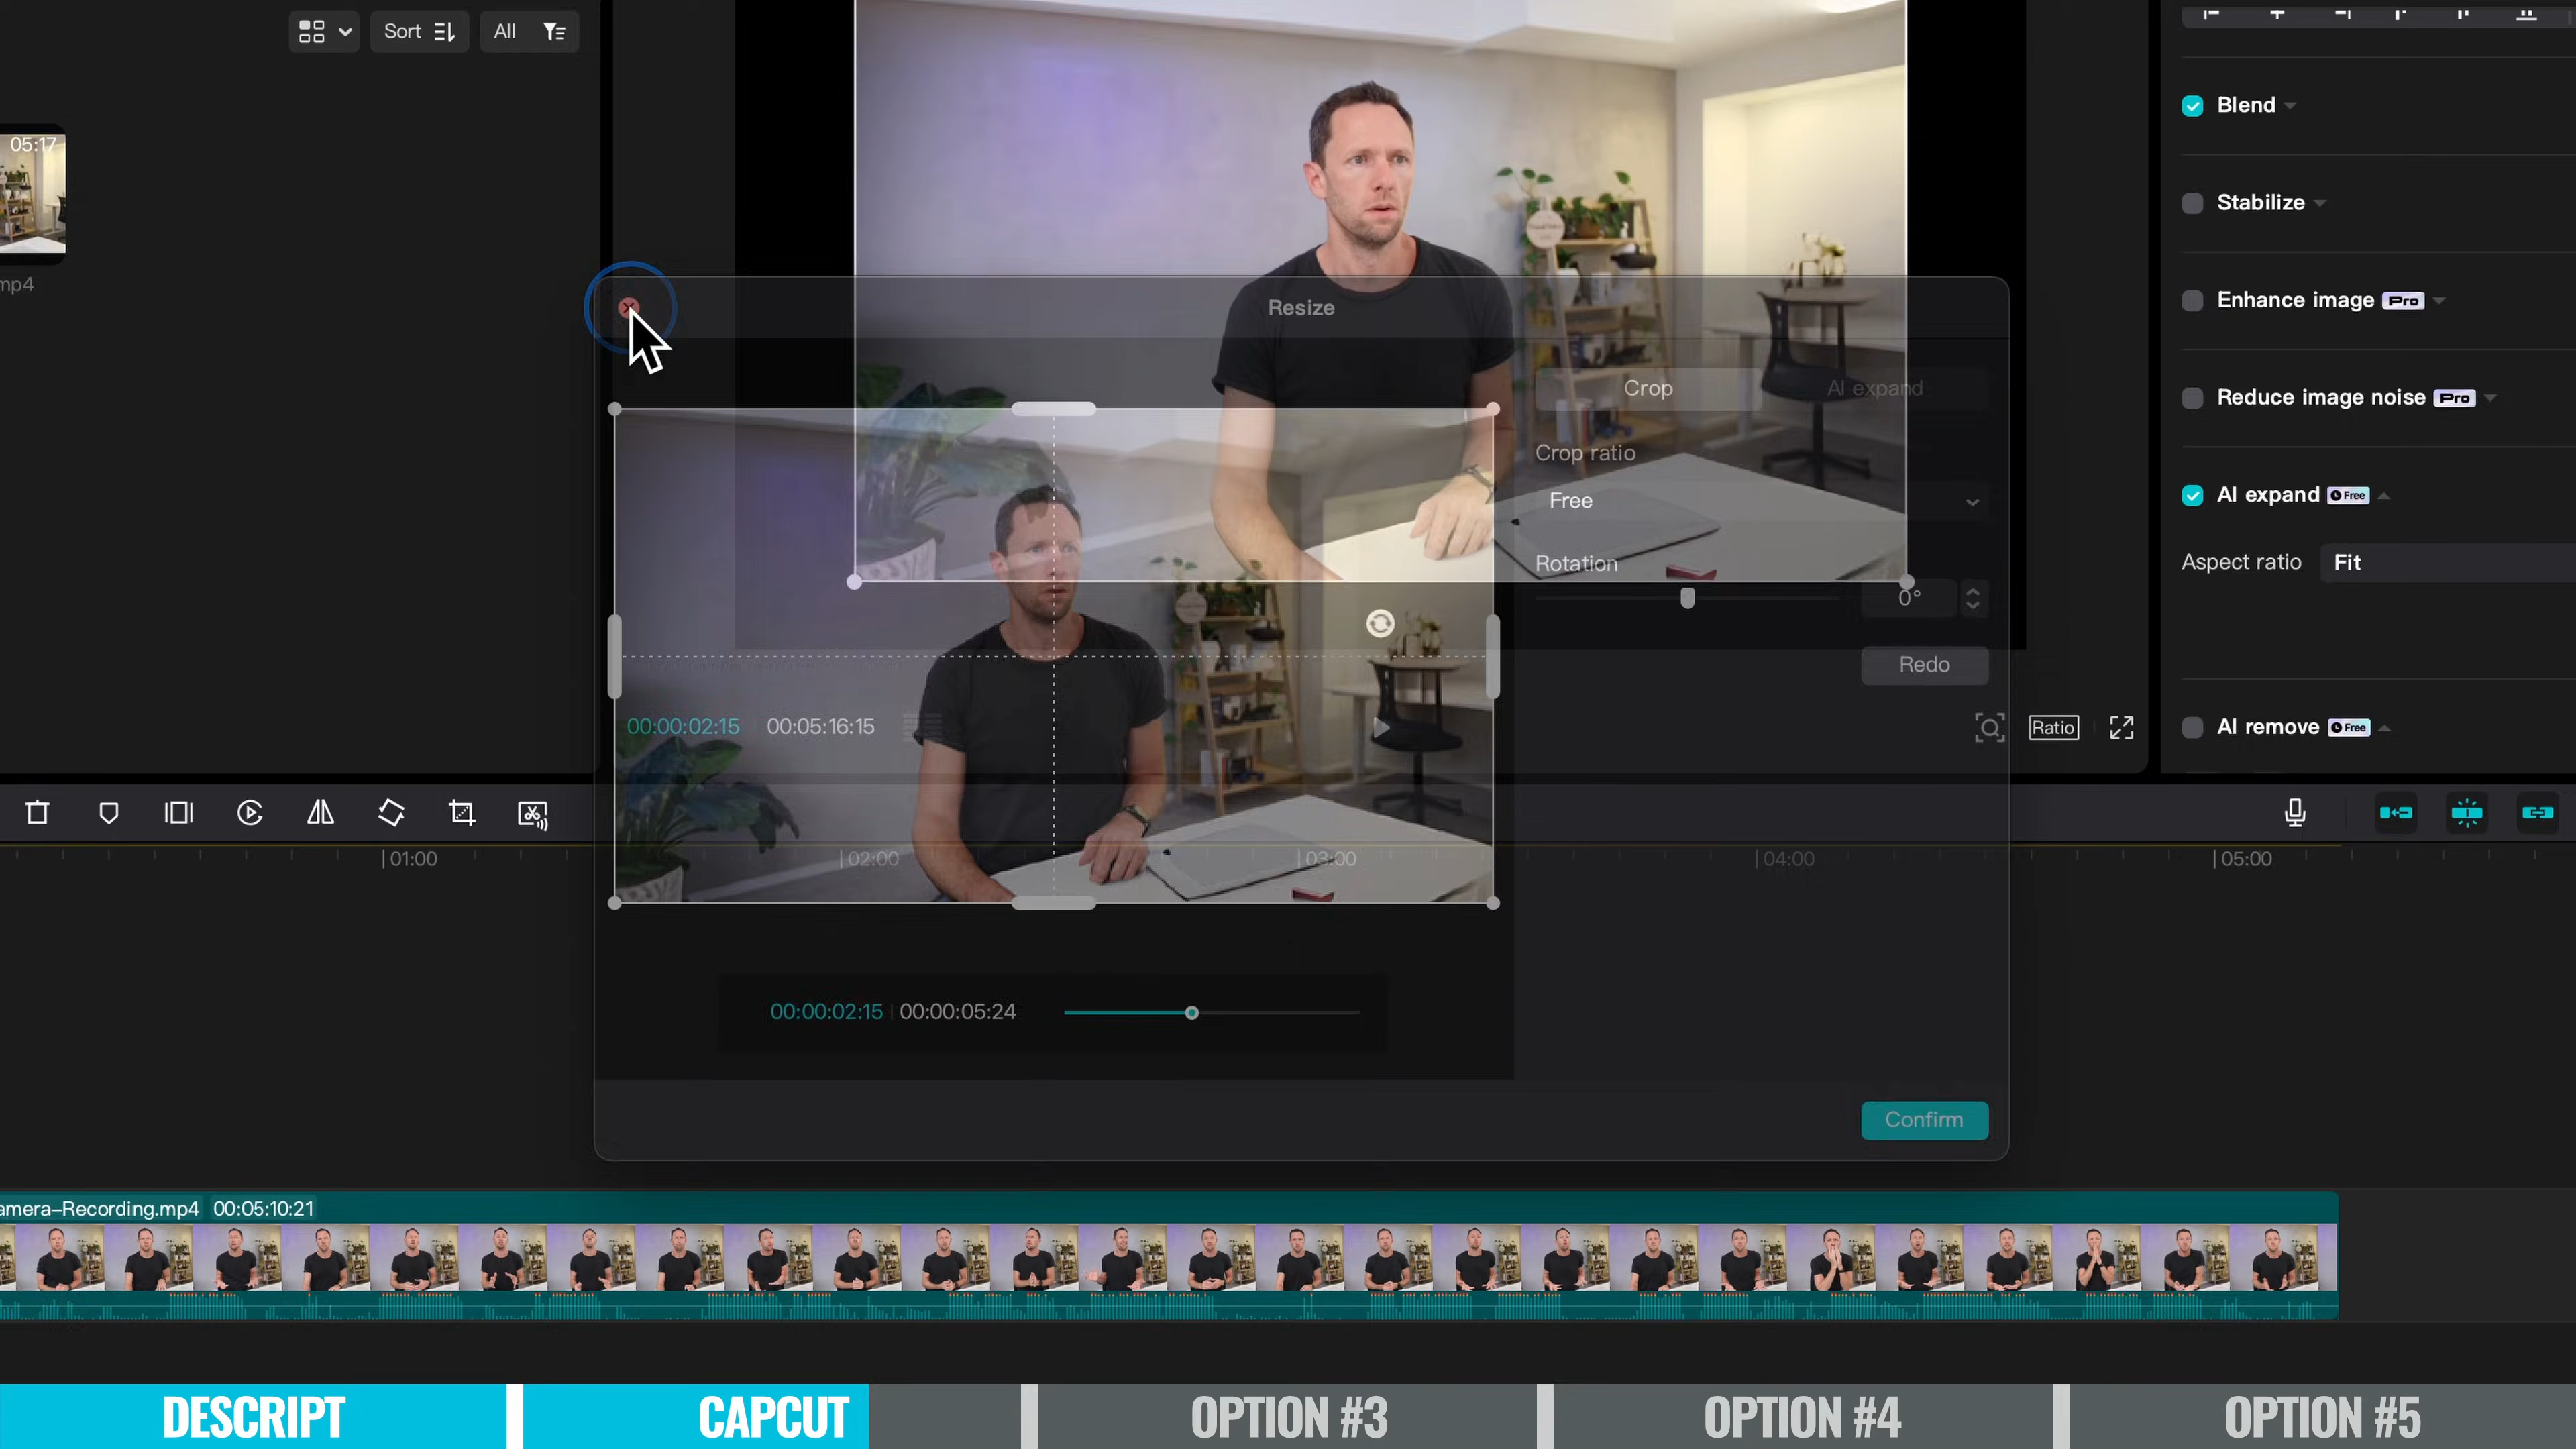 Sort
All
05:17
mp4
Resize
Crop
AI expand
Crop ratio
Free
Rotation
0°
Redo
00:00:02:15
00:05:16:15
Ratio
Blend
Stabilize
Enhance image Pro
Reduce image noise Pro
AI expand Free
Aspect ratio
Fit
AI remove Free
01:00
02:00
03:00
04:00
05:00
00:00:02:15
00:00:05:24
Confirm
amera-Recording.mp4 00:05:10:21
DESCRIPT
CAPCUT
OPTION #3
OPTION #4
OPTION #5